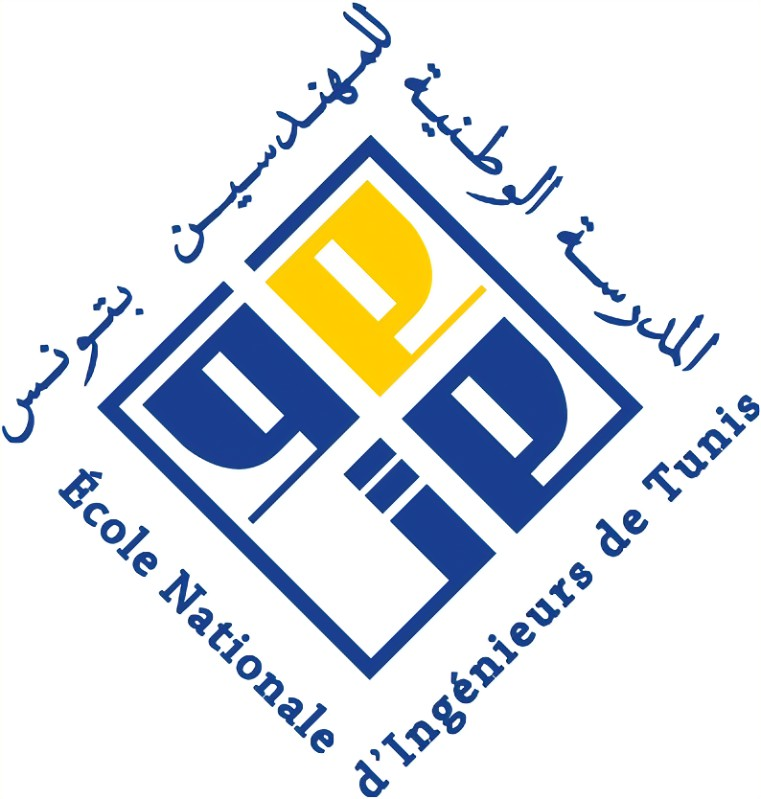 المدرسة الوطنية
للمهندسين بتونس
École Nationale
d'Ingénieurs de Tunis